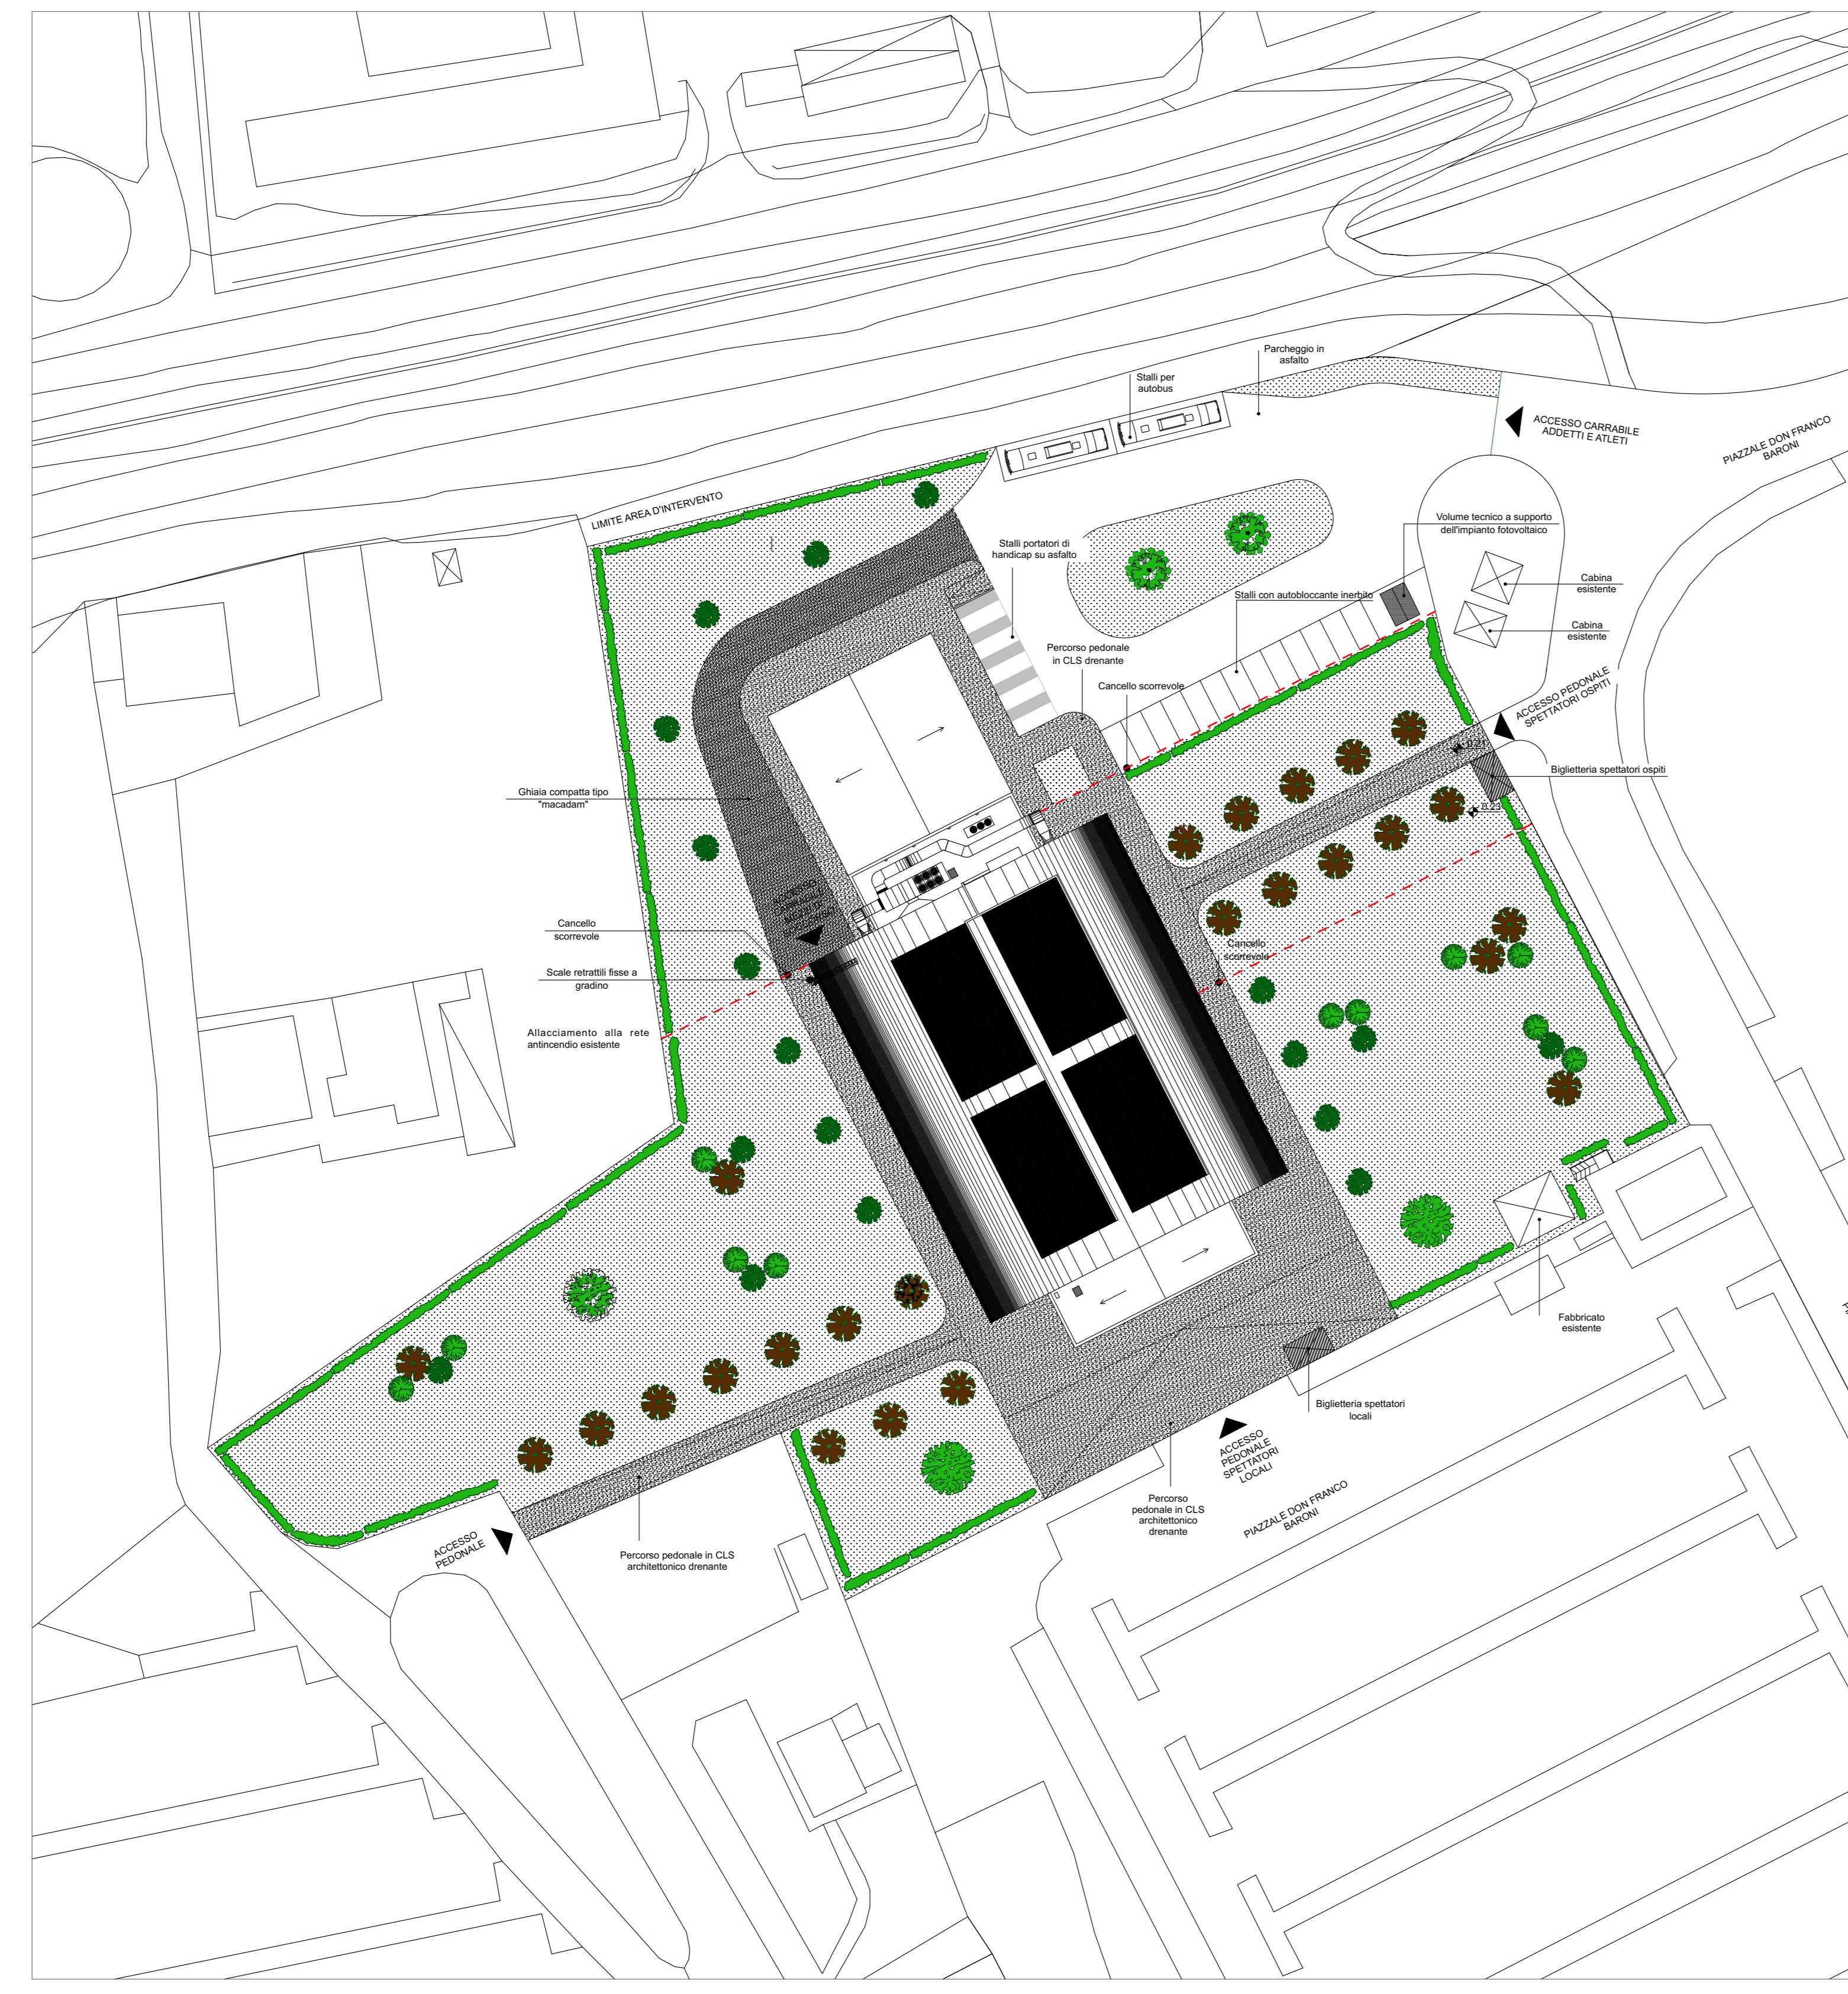 Parcheggio in
asfalto
Stalli per
autobus
ACCESSO CARRABILE
ADDETTI E ATLETI
PIAZZALE DON FRANCO
BARONI
LIMITE AREA D'INTERVENTO
Volume tecnico a supporto
dell'impianto fotovoltaico
Stalli portatori di
handicap su asfalto
Cabina
esistente
Stalli con autobloccante inerbito
Cabina
esistente
Percorso pedonale
in CLS drenante
Cancello scorrevole
ACCESSO PEDONALE
SPETTATORI OSPITI
Biglietteria spettatori ospiti
Ghiaia compatta tipo
"macadam"
ACCESSO
CARRABILE
MEZZI DI
SOCCORSO
Cancello
scorrevole
Cancello
scorrevole
Scale retrattili fisse a
gradino
Allacciamento alla rete
antincendio esistente
Fabbricato
esistente
Biglietteria spettatori
locali
ACCESSO
PEDONALE
SPETTATORI
LOCALI
Percorso
pedonale in CLS
architettonico
drenante
PIAZZALE DON FRANCO
BARONI
ACCESSO
PEDONALE
Percorso pedonale in CLS
architettonico drenante